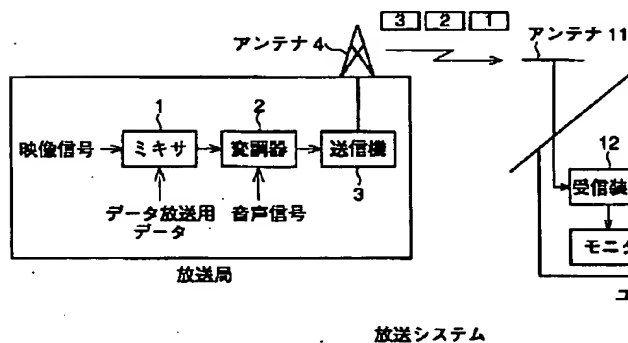 3 2 1
アンテナ4
アンテナ11
1
2
映像信号
ミキサ
変調器
送信機
3
データ放送用
データ
音声信号
放送局
12
受信装
モニタ
放送システム